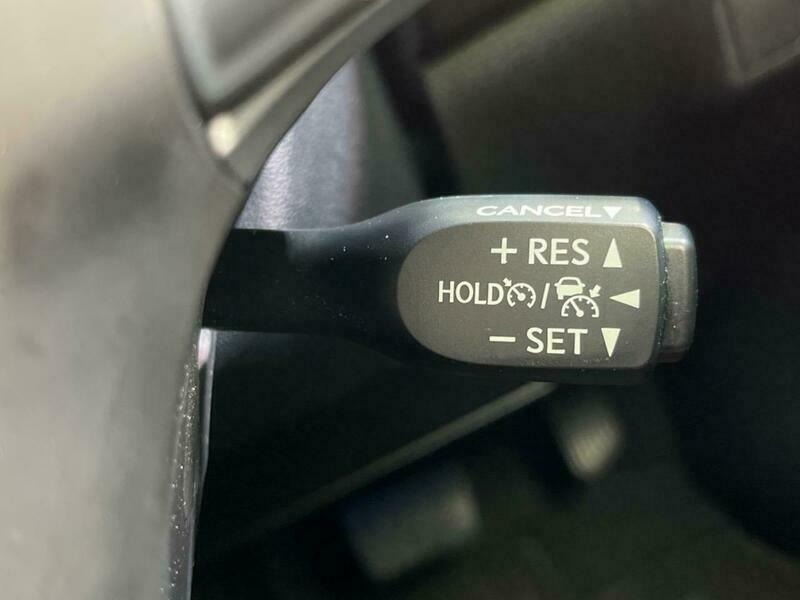 CANCEL▼
+ RES ▲
HOLD / ◀
− SET ▼